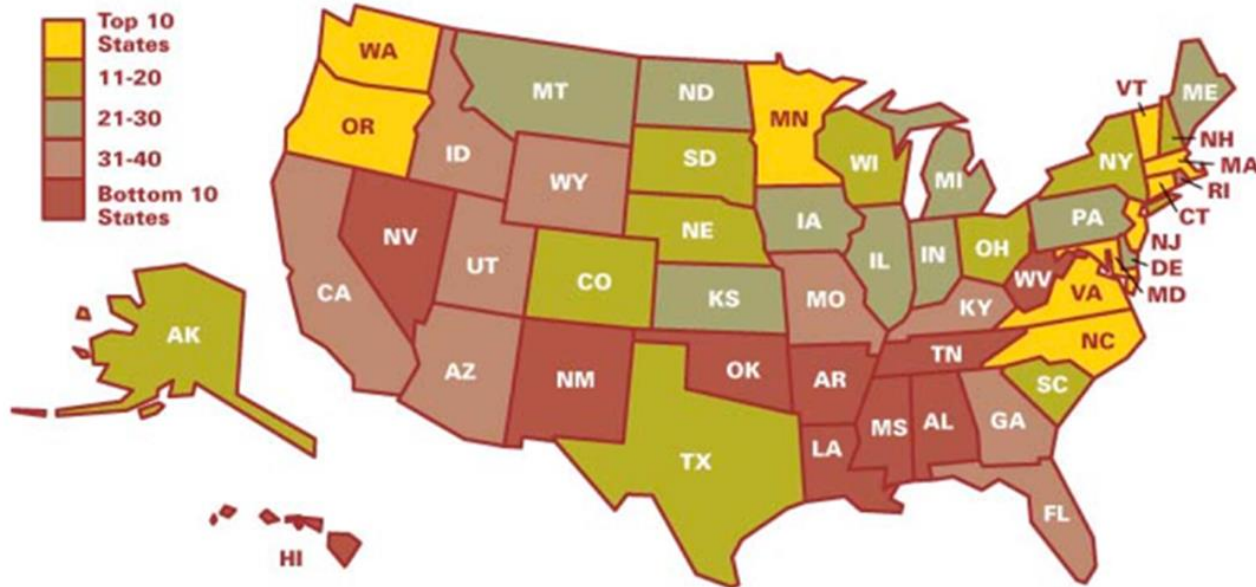 Top 10
States
11-20
21-30
31-40
Bottom 10
States
WA
OR
ID
MT
WY
ND
SD
NE
MN
WI
IA
MI
IL
IN
OH
PA
NY
VT
ME
NH
MA
RI
CT
NJ
DE
MD
NV
UT
CO
KS
MO
KY
WV
VA
CA
AZ
NM
OK
AR
TN
NC
SC
TX
LA
MS
AL
GA
FL
AK
HI